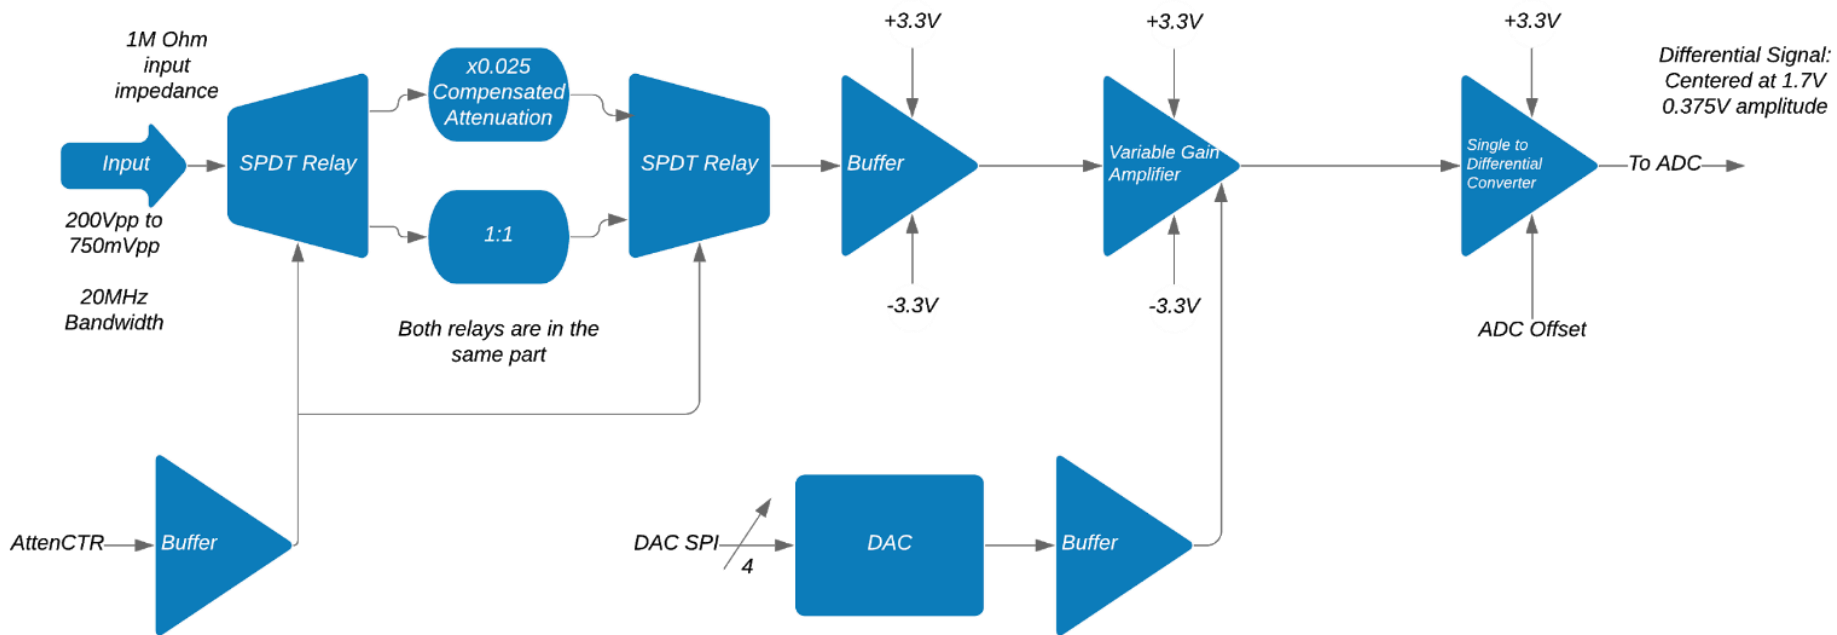 1M Ohm
input
impedance
Input
200Vpp to
750mVpp
20MHz
Bandwidth
SPDT Relay
x0.025
Compensated
Attenuation
1:1
Both relays are in the
same part
SPDT Relay
+3.3V
Buffer
-3.3V
+3.3V
Variable Gain
Amplifier
-3.3V
+3.3V
Single to
Differential
Converter
ADC Offset
Differential Signal:
Centered at 1.7V
0.375V amplitude
To ADC
AttenCTR
Buffer
DAC SPI
4
DAC
Buffer